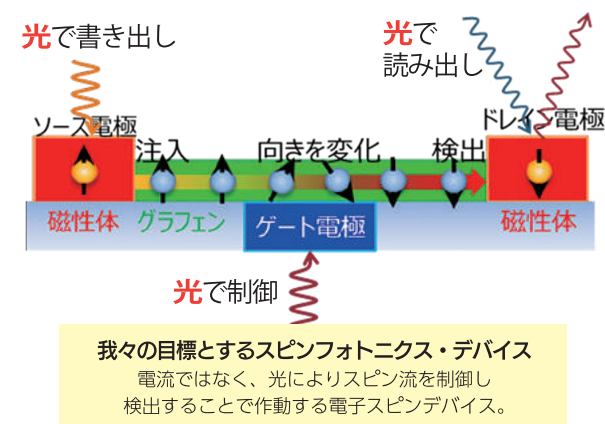 光で書き出し
光で
読み出し
ソース電極
ドレイン電極
注入
向きを変化
検出
磁性体
グラフェン
ゲート電極
磁性体
光で制御
我々の目標とするスピンフォトニクス・デバイス
電流ではなく、光によりスピン流を制御し
検出することで作動する電子スピンデバイス。